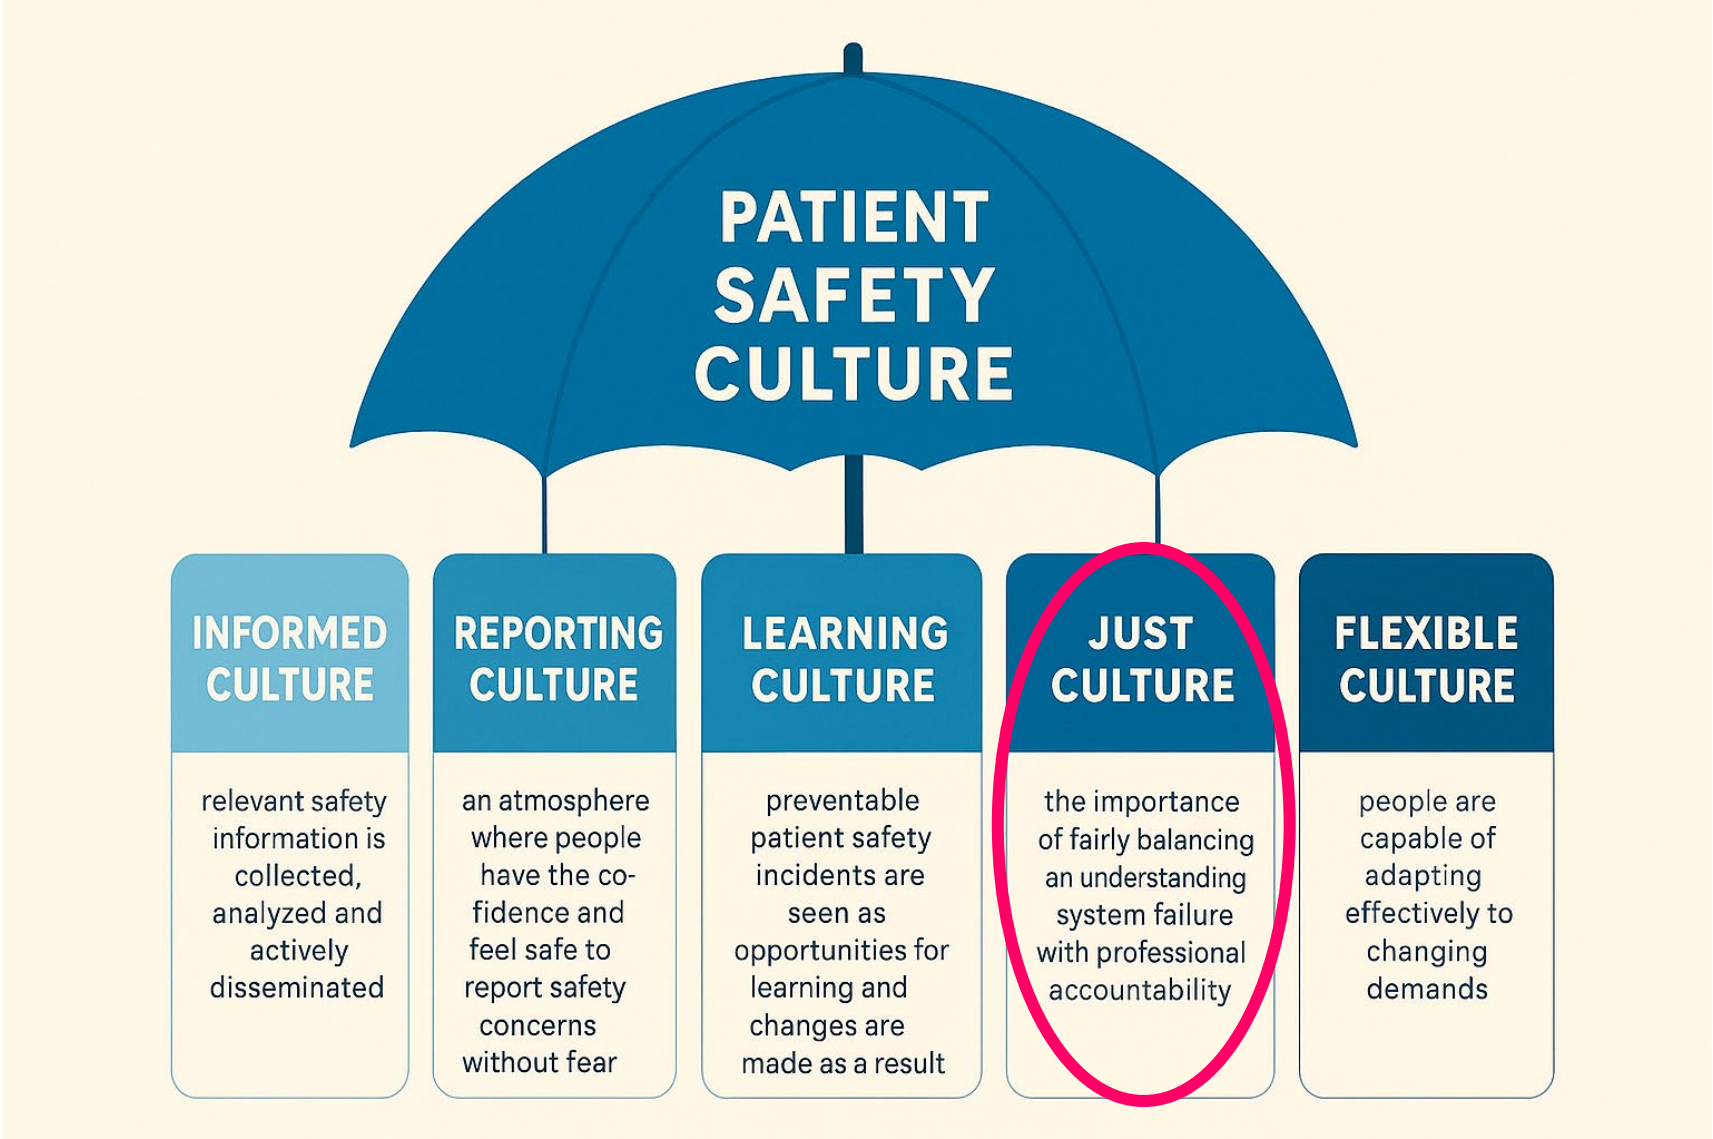 PATIENT
SAFETY
CULTURE
INFORMED
CULTURE
relevant safety
information is
collected,
analyzed and
actively
disseminated
REPORTING
CULTURE
an atmosphere
where people
have the co-
fidence and
feel safe to
report safety
concerns
without fear
LEARNING
CULTURE
preventable
patient safety
incidents are
seen as
opportunities for
learning and
changes are
made as a result
JUST
CULTURE
the importance
of fairly balancing
an understanding
system failure
with professional
accountability
FLEXIBLE
CULTURE
people are
capable of
adapting
effectively to
changing
demands